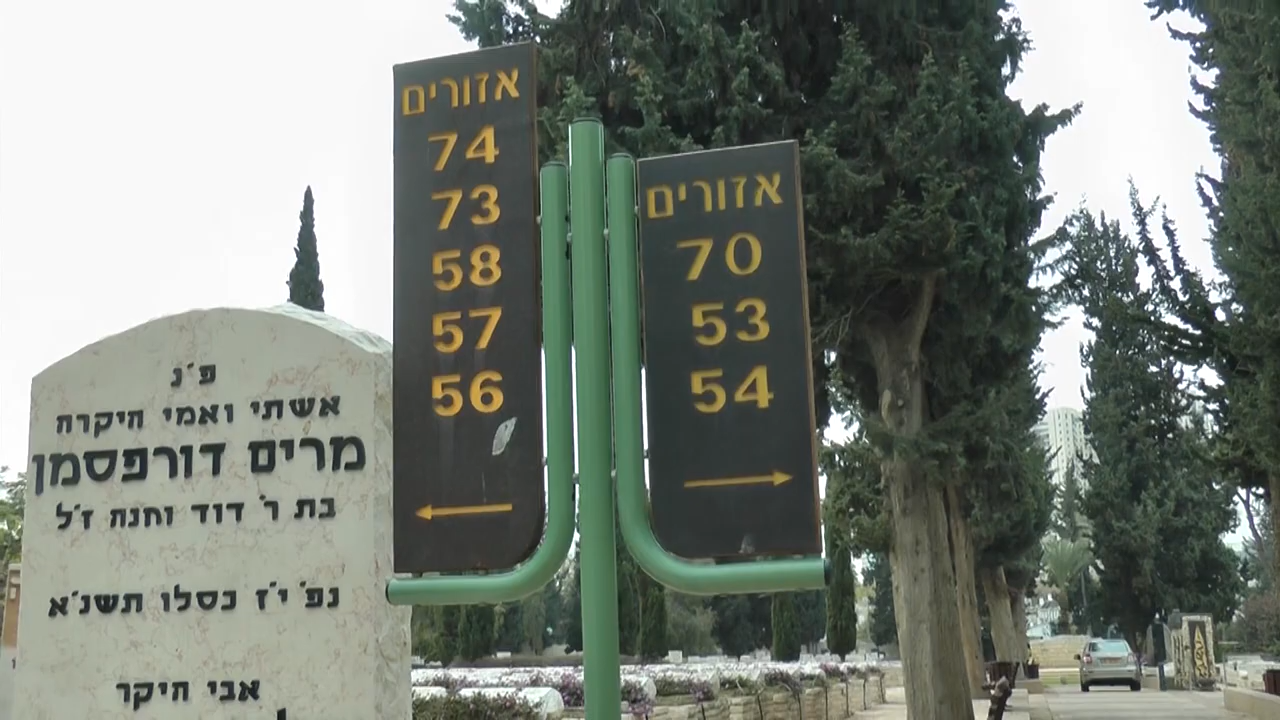 פ״נ
אשתי ואמי היקרה
מרים דורפסמן
בת ר׳ דוד וחנה ז״ל
נפ׳ י״ז כסלו תשנ״א
אבי היקר
אזורים
74
73
58
57
56
אזורים
70
53
54